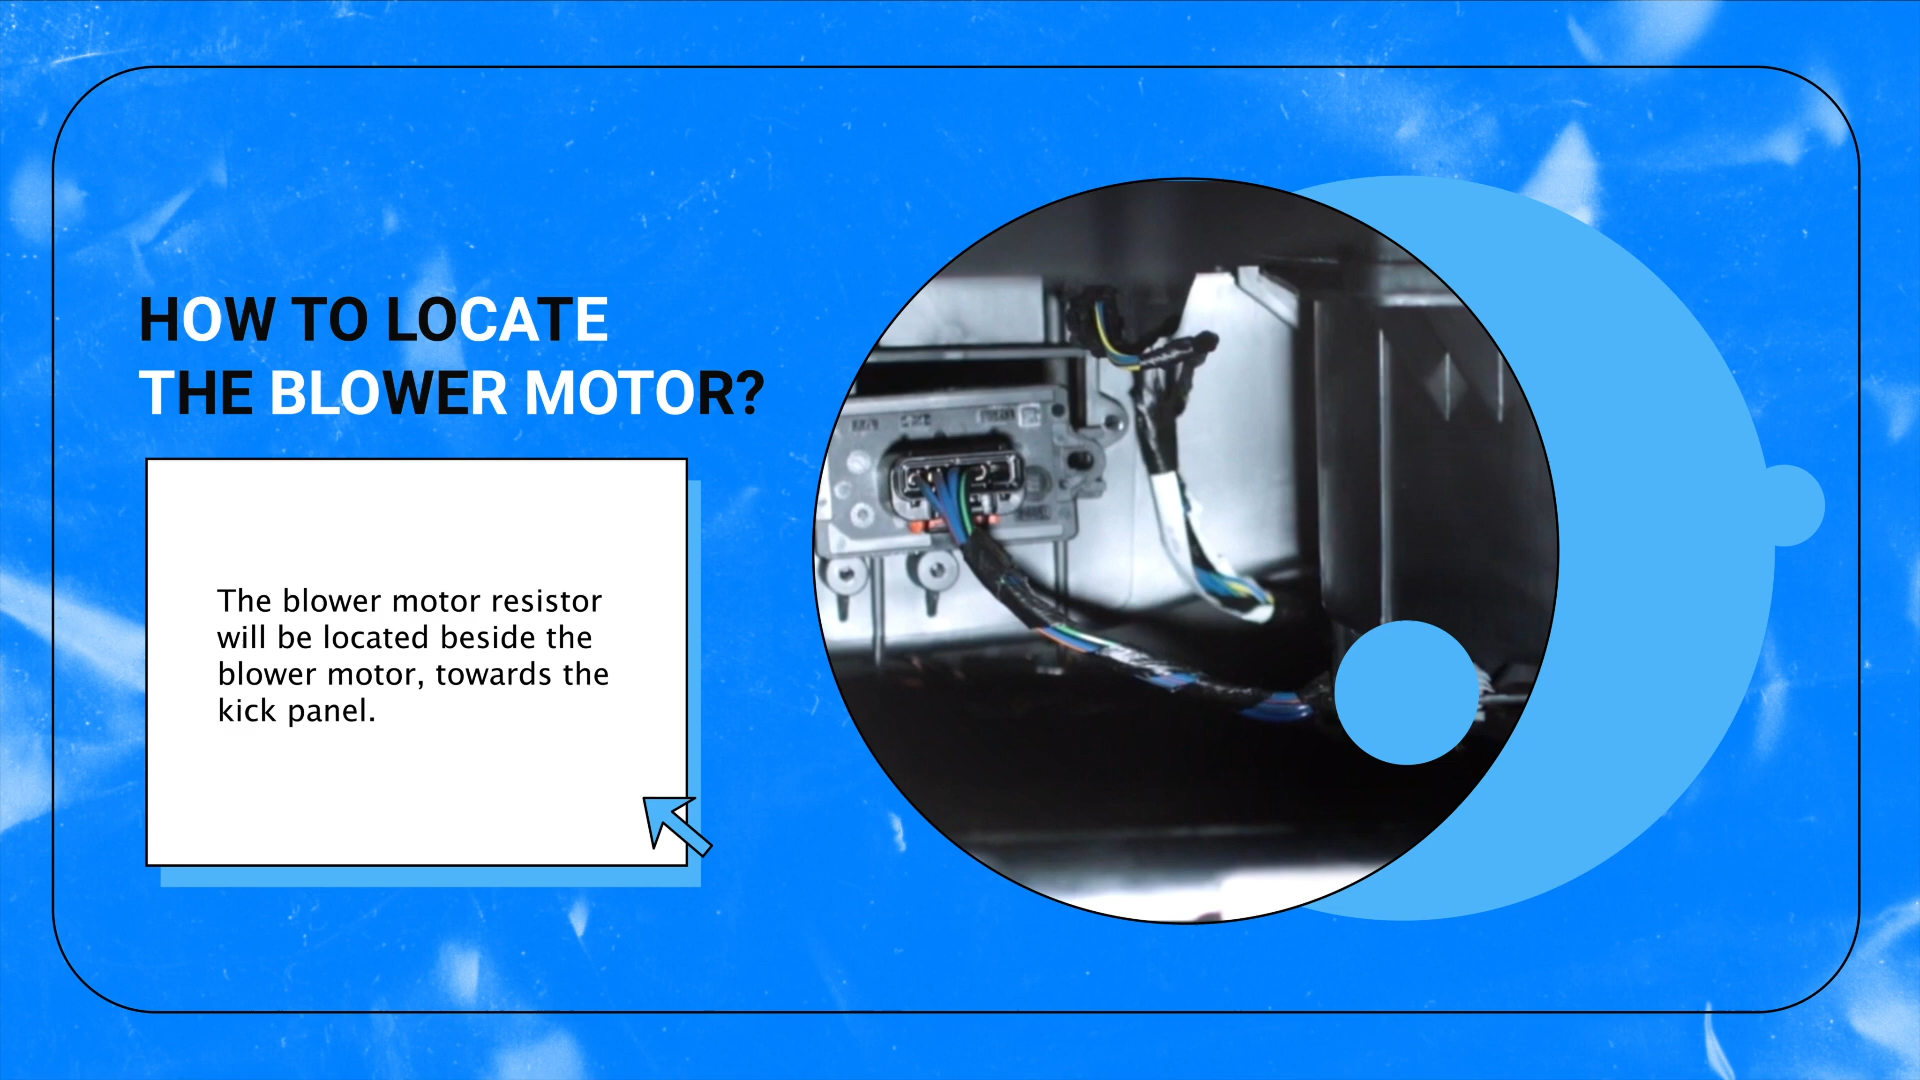 HOW TO LOCATE
THE BLOWER MOTOR?
The blower motor resistor
will be located beside the
blower motor, towards the
kick panel.